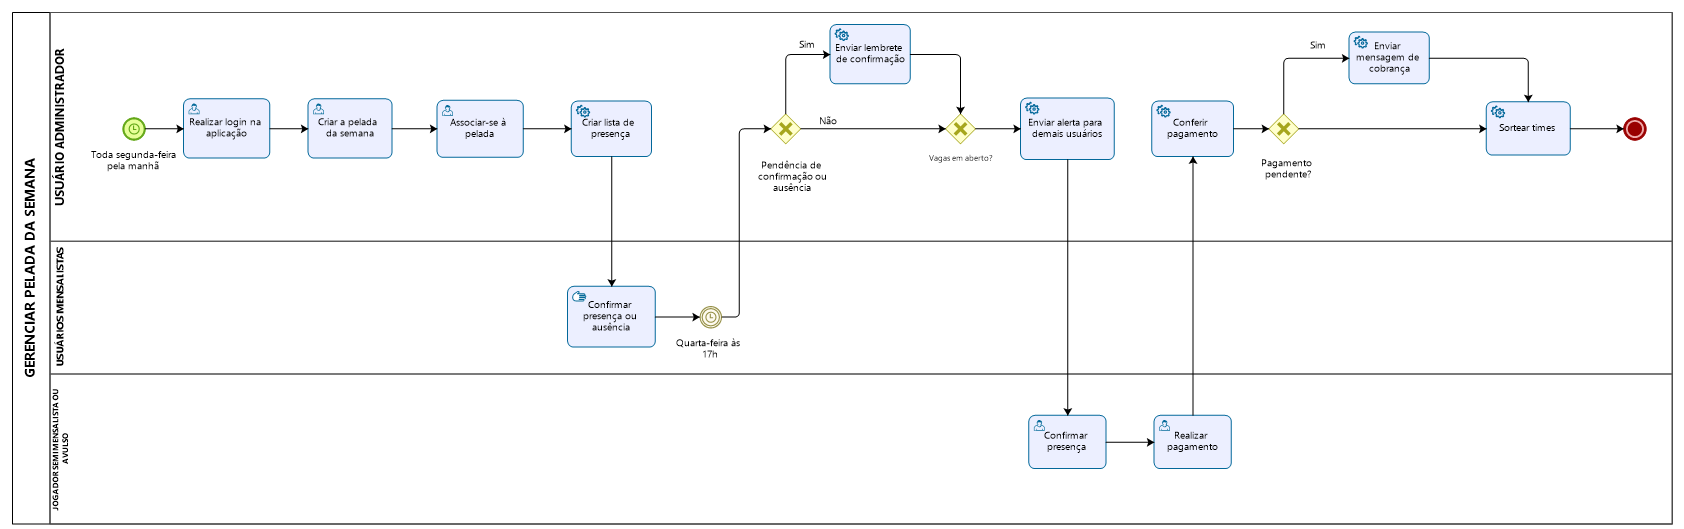 GERENCIAR PELADA DA SEMANA
USUÁRIO ADMINISTRADOR
Toda segunda-feira
pela manhã
Realizar login na
aplicação
Criar a pelada
da semana
Associar-se à
pelada
Criar lista de
presença
Pendência de
confirmação ou
ausência
Sim
Não
Enviar lembrete
de confirmação
Vagas em aberto?
Enviar alerta para
demais usuários
Conferir
pagamento
Pagamento
pendente?
Sim
Enviar
mensagem de
cobrança
Sortear times
USUÁRIOS MENSALISTAS
Confirmar
presença ou
ausência
Quarta-feira ás
17h
JOGADOR SEMIMENSALISTA OU
AVULSO
Confirmar
presença
Realizar
pagamento